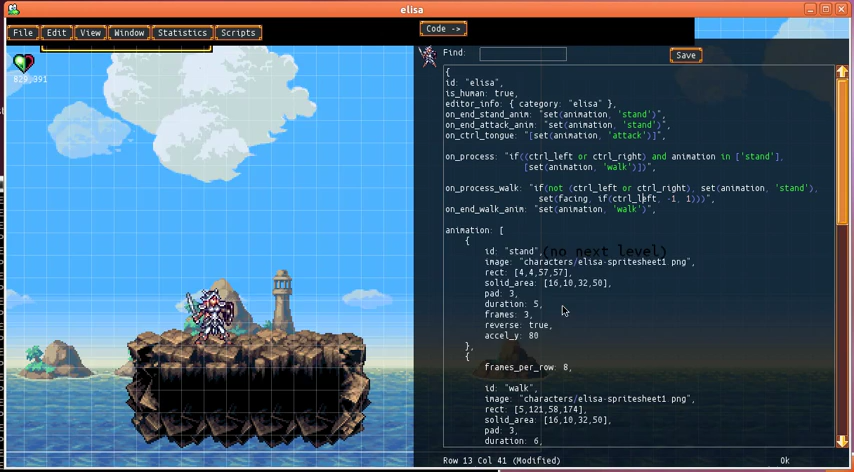 elisa
File Edit View Window Statistics Scripts
Code ->
Find:
Save
329,391
{
id: "elisa",
is_human: true,
editor_info: { category: "elisa" },
on_end_stand_anim: "set(animation, 'stand')",
on_end_attack_anim: "set(animation, 'stand')",
on_ctrl_tongue: "[set(animation, 'attack')]",
on_process: "if((ctrl_left or ctrl_right) and animation in ['stand'],
[set(animation, 'walk')])",
on_process_walk: "if(not (ctrl_left or ctrl_right), set(animation, 'stand'),
set(facing, if(ctrl_left, -1, 1)))",
on_end_walk_anim: "set(animation, 'walk')",
animation: [
{
id: "stand",
(no next level)
image: "characters/elisa-spritesheet1 png",
rect: [4,4,57,57],
solid_area: [16,10,32,50],
pad: 3,
duration: 5,
frames: 3,
reverse: true,
accel_y: 80
},
{
frames_per_row: 8,
id: "walk",
image: "characters/elisa-spritesheet1 png",
rect: [5,121,58,174],
solid_area: [16,10,32,50],
pad: 3,
duration: 6,
Row 13 Col 41 (Modified)
Ok